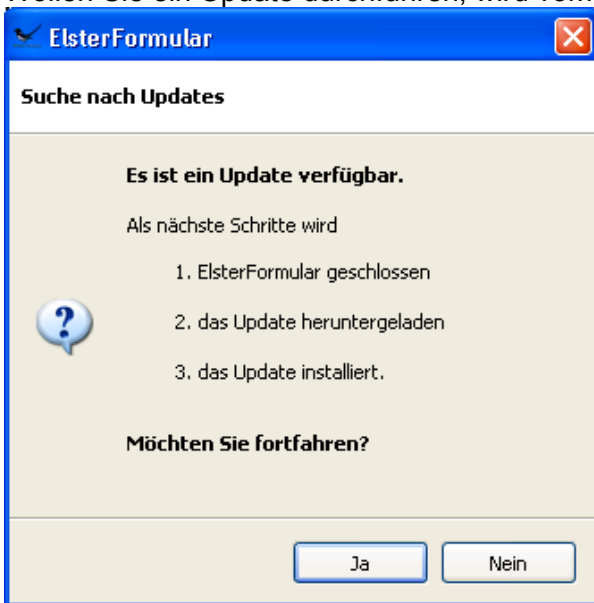 ElsterFormular
Suche nach Updates
Es ist ein Update verfügbar.
Als nächste Schritte wird
1. ElsterFormular geschlossen
2. das Update heruntergeladen
3. das Update installiert.
Möchten Sie fortfahren?
Ja
Nein